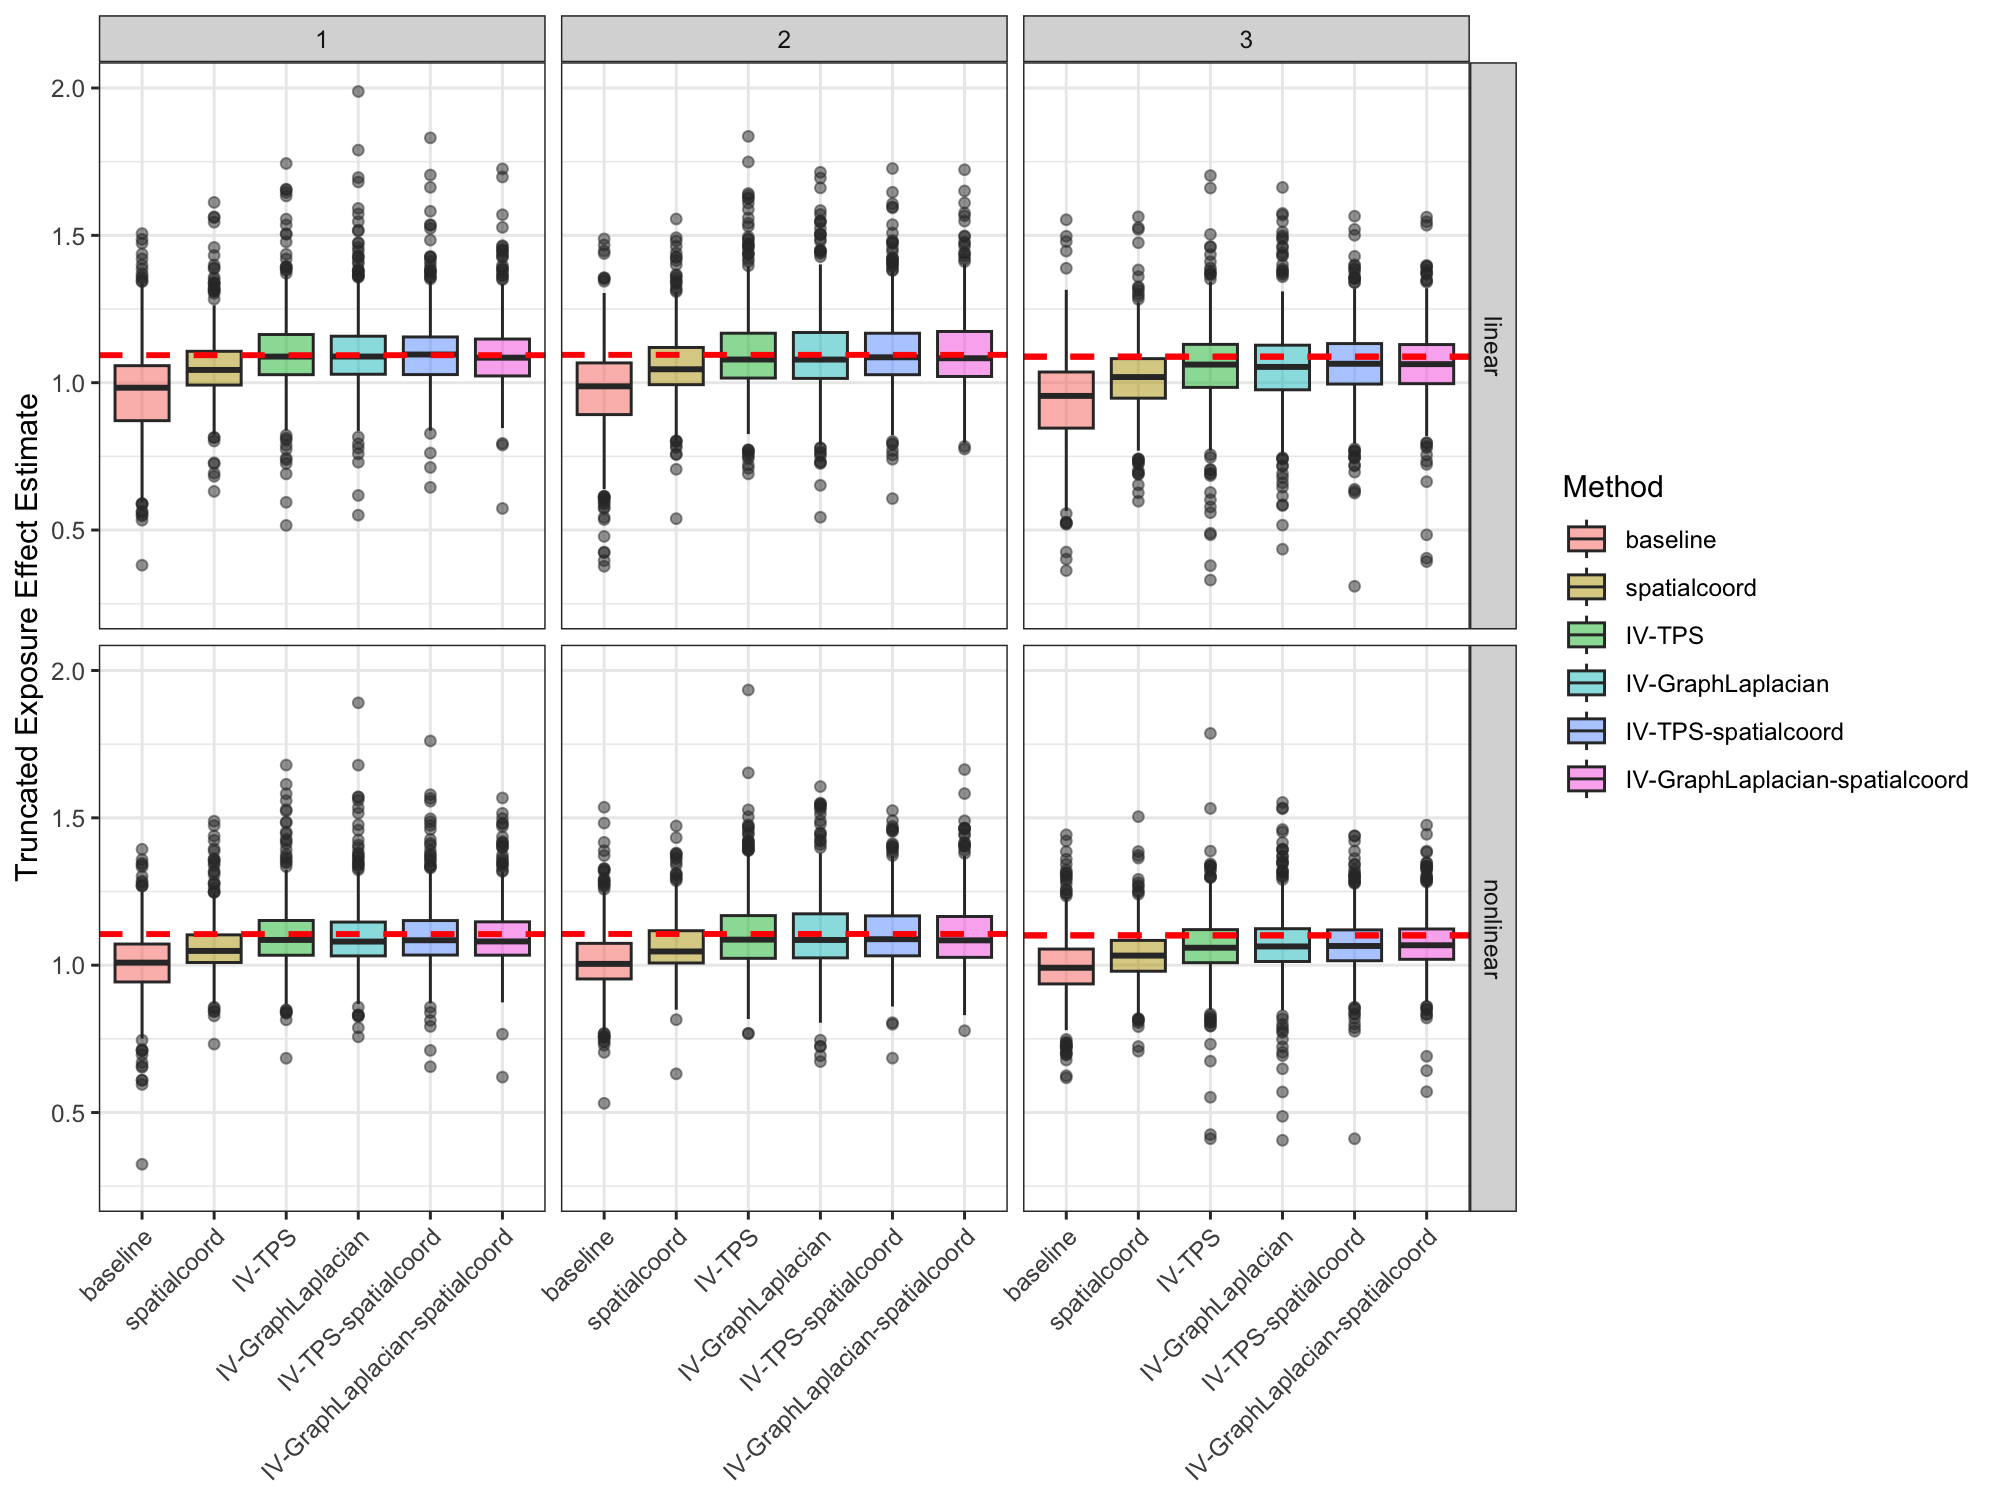 1
2
3
linear
nonlinear
Truncated Exposure Effect Estimate
2.0
1.5
1.0
0.5
2.0
1.5
1.0
0.5
baseline
spatialcoord
IV-TPS
IV-GraphLaplacian
IV-TPS-spatialcoord
IV-GraphLaplacian-spatialcoord
baseline
spatialcoord
IV-TPS
IV-GraphLaplacian
IV-TPS-spatialcoord
IV-GraphLaplacian-spatialcoord
baseline
spatialcoord
IV-TPS
IV-GraphLaplacian
IV-TPS-spatialcoord
IV-GraphLaplacian-spatialcoord
Method
baseline
spatialcoord
IV-TPS
IV-GraphLaplacian
IV-TPS-spatialcoord
IV-GraphLaplacian-spatialcoord